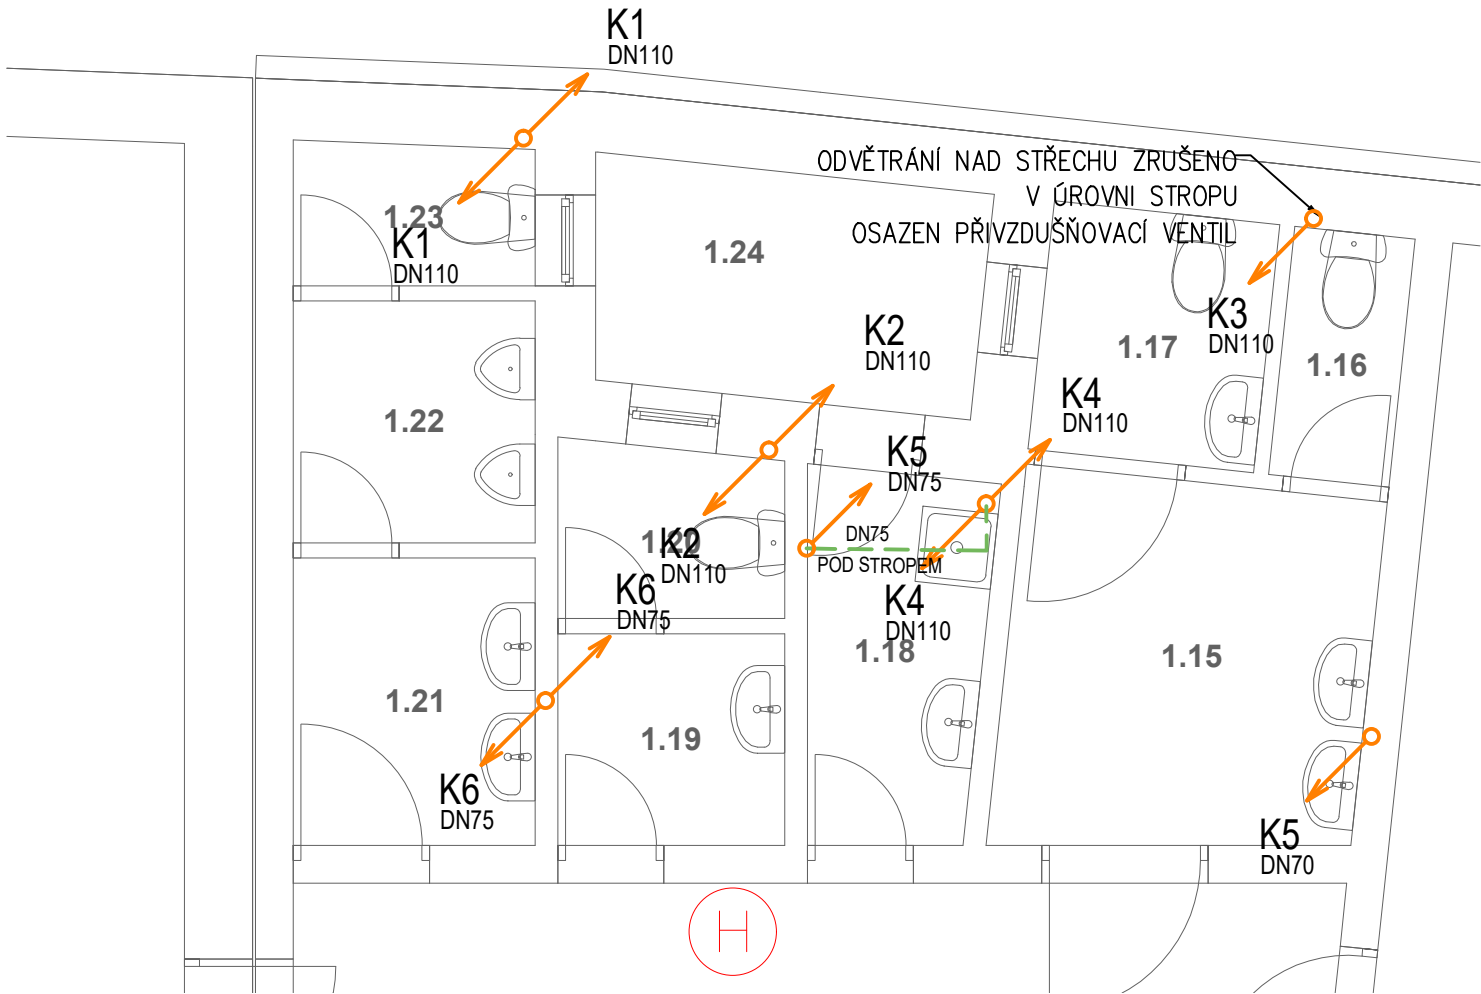 K1
DN110
ODVĚTRÁNÍ NAD STŘECHU ZRUŠENO
V ÚROVNI STROPU
OSAZEN PŘIVZDUŠŇOVACÍ VENTIL
1.23
K1
DN110
1.24
K2
DN110
K3
DN110
1.17
1.16
K4
DN110
1.22
K5
DN75
1.20
K2
DN110
DN75
POD STROPEM
K6
DN75
K4
DN110
1.18
1.15
1.21
1.19
K6
DN75
K5
DN70
H